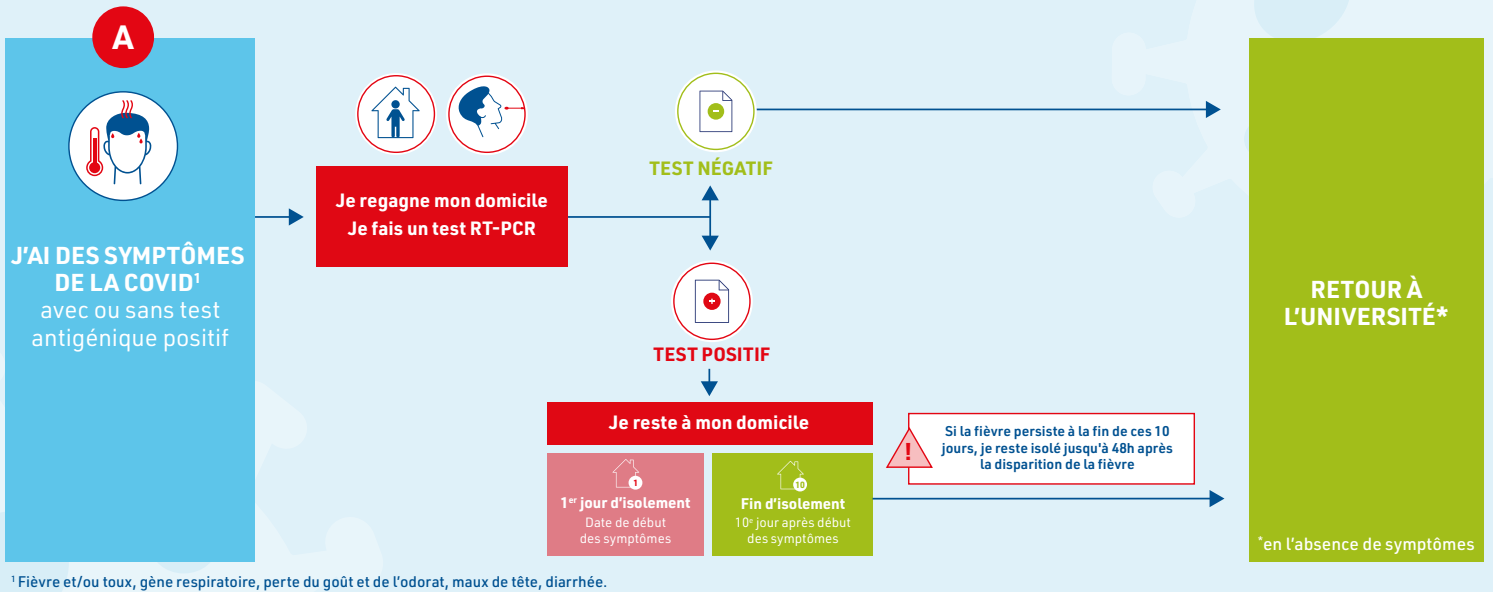 A
J'AI DES SYMPTÔMES
DE LA COVID¹
avec ou sans test
antigénique positif
Je regagne mon domicile
Je fais un test RT-PCR
-
TEST NÉGATIF
+
TEST POSITIF
Je reste à mon domicile
1
1er jour d'isolement
Date de début
des symptômes
10
Fin d'isolement
10e jour après début
des symptômes
!
Si la fièvre persiste à la fin de ces 10
jours, je reste isolé jusqu'à 48h après
la disparition de la fièvre
RETOUR À
L'UNIVERSITÉ*
*en l'absence de symptômes
¹ Fièvre et/ou toux, gène respiratoire, perte du goût et de l'odorat, maux de tête, diarrhée.